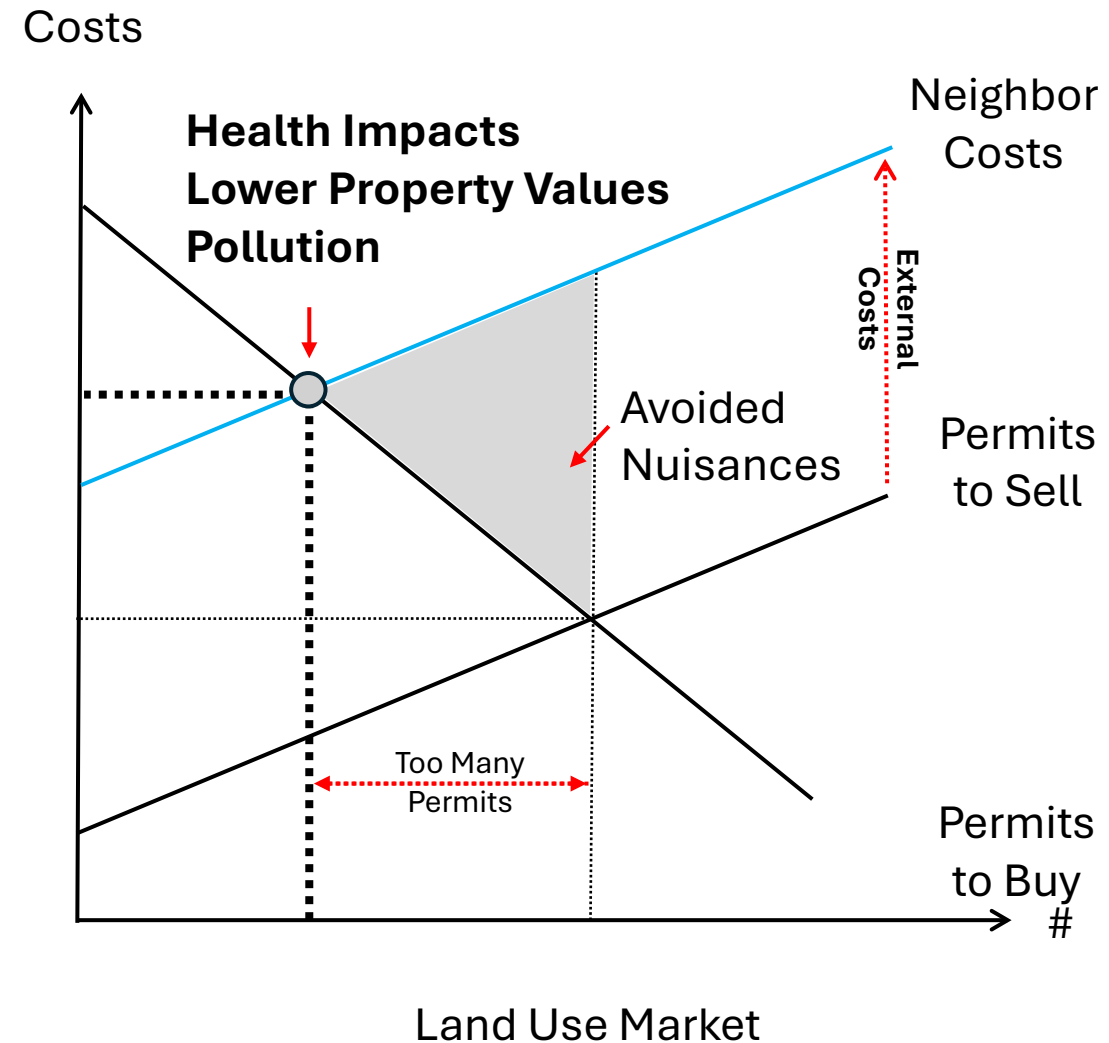 Costs
Health Impacts
Lower Property Values
Pollution
Neighbor
Costs
External
Costs
Avoided
Nuisances
Permits
to Sell
Too Many
Permits
Permits
to Buy
#
Land Use Market